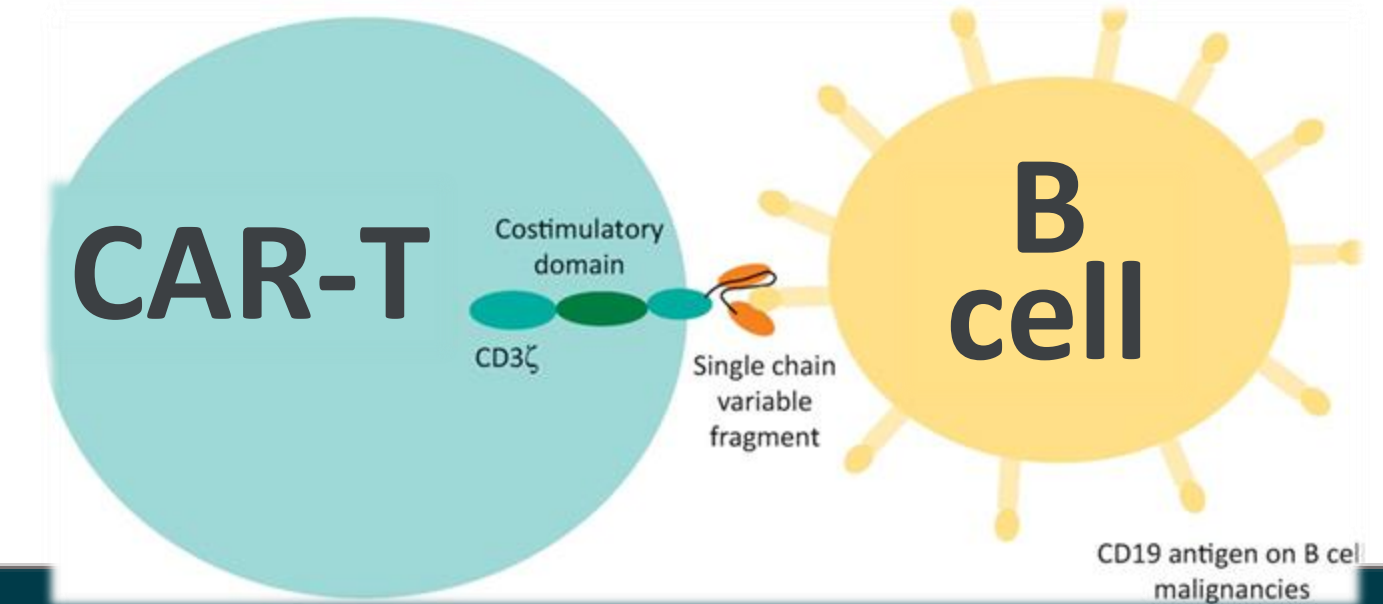 CAR-T
Costimulatory
domain
CD3ζ
Single chain
variable
fragment
B
cell
CD19 antigen on B cel
malignancies